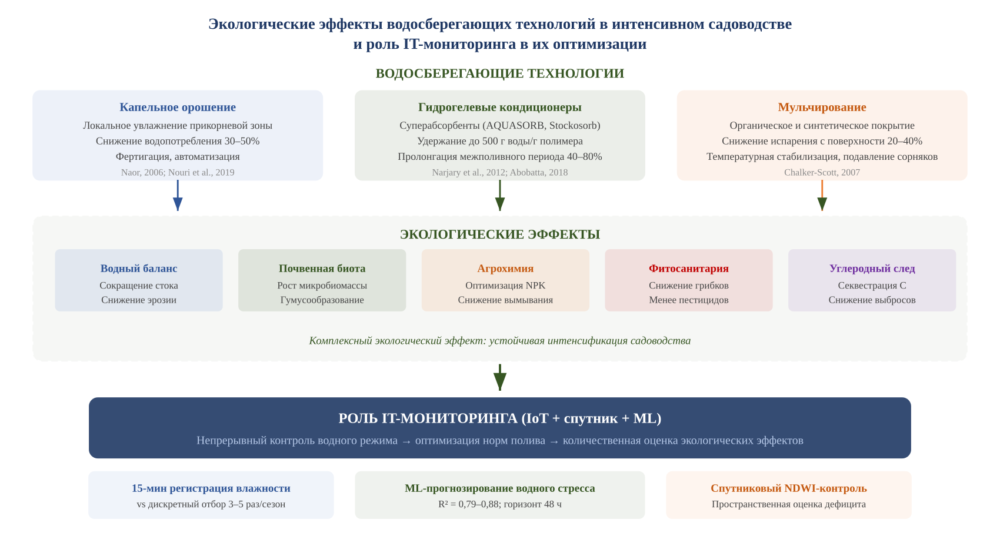 Экологические эффекты водосберегающих технологий в интенсивном садоводстве
и роль IT-мониторинга в их оптимизации
ВОДОСБЕРЕГАЮЩИЕ ТЕХНОЛОГИИ
Капельное орошение
Локальное увлажнение прикорневой зоны
Снижение водопотребления 30–50%
Фертигация, автоматизация
Naor, 2006; Nouri et al., 2019
Гидрогелевые кондиционеры
Суперабсорбенты (AQUASORB, Stockosorb)
Удержание до 500 г воды/г полимера
Пролонгация межполивного периода 40–80%
Narjary et al., 2012; Abobatta, 2018
Мульчирование
Органическое и синтетическое покрытие
Снижение испарения с поверхности 20–40%
Температурная стабилизация, подавление сорняков
Chalker-Scott, 2007
ЭКОЛОГИЧЕСКИЕ ЭФФЕКТЫ
Водный баланс
Сокращение стока
Снижение эрозии
Почвенная биота
Рост микробиомассы
Гумусообразование
Агрохимия
Оптимизация NPK
Снижение вымывания
Фитосанитария
Снижение грибков
Менее пестицидов
Углеродный след
Секвестрация C
Снижение выбросов
Комплексный экологический эффект: устойчивая интенсификация садоводства
РОЛЬ IT-МОНИТОРИНГА (IoT + спутник + ML)
Непрерывный контроль водного режима → оптимизация норм полива → количественная оценка экологических эффектов
15-мин регистрация влажности
vs дискретный отбор 3–5 раз/сезон
ML-прогнозирование водного стресса
R² = 0,79–0,88; горизонт 48 ч
Спутниковый NDWI-контроль
Пространственная оценка дефицита